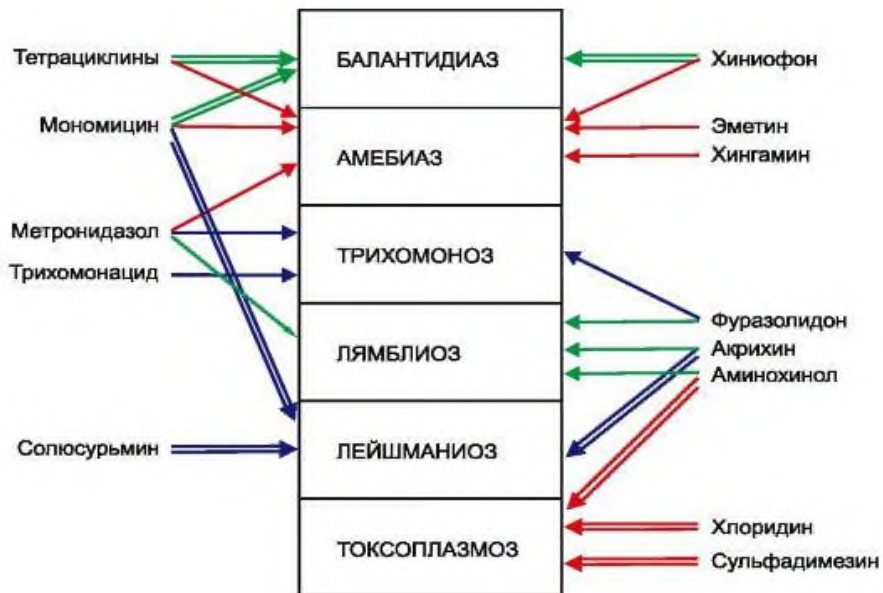 Тетрациклины
Мономицин
Метронидазол
Трихомонацид
Солюсурьмин
БАЛАНТИДИАЗ
АМЕБИАЗ
ТРИХОМОНОЗ
ЛЯМБЛИОЗ
ЛЕЙШМАНИОЗ
ТОКСОПЛАЗМОЗ
Хиниофон
Эметин
Хингамин
Фуразолидон
Акрихин
Аминохинол
Хлоридин
Сульфадимезин